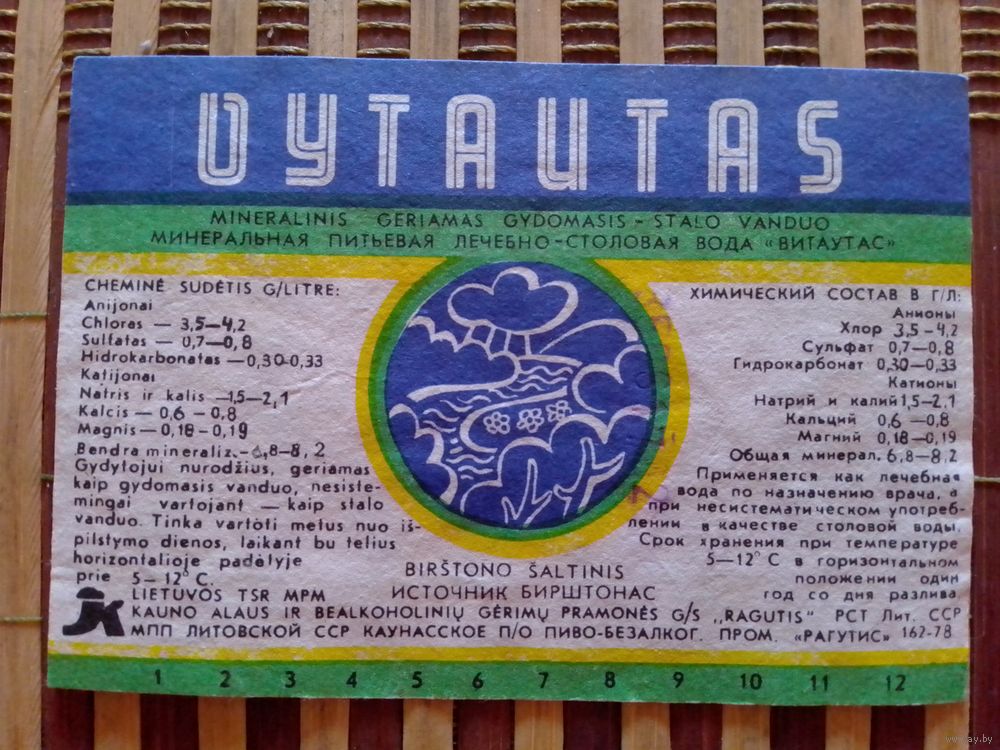 VYTAUTAS
MINERALINIS GERIAMAS GYDOMASIS – STALO VANDUO
МИНЕРАЛЬНАЯ ПИТЬЕВАЯ ЛЕЧЕБНО-СТОЛОВАЯ ВОДА «ВИТАУТАС»
CHEMINĖ SUDĖTIS G/LITRE:
Anijonai
Chloras — 3,5—4,2
Sulfatas — 0,7—0,8
Hidrokarbonatas —0,30-0,33
Katijonai
Natris ir kalis —1,5—2,1
Kalcis — 0,6 – 0,8
Magnis—0,18-0,19
Bendra mineraliz.-6,8—8,2
Gydytojui nurodžius, geriamas
kaip gydomasis vanduo, nesiste-
mingai vartojant — kaip stalo
vanduo. Tinka vartoti metus nuo iš-
pilstymo dienos, laikant butelius
horizontalioje padėtyje
prie 5—12°C.
ХИМИЧЕСКИЙ СОСТАВ В Г/Л:
Анионы
Хлор 3,5-4,2
Сульфат 0,7—0,8
Гидрокарбонат 0,30—0,33
Катионы
Натрий и калий 1,5—2.1
Кальций 0,6 —0,8
Магний 0,18-0,19
Общая минерал. 6,8—8.2
Применяется как лечебная
вода по назначению врача, а
при несистематическом употреб-
лении в качестве столовой воды.
Срок хранения при температуре
5—12° С в горизонтальном
положении один
год со дня разлива.
BIRŠTONO ŠALTINIS
ИСТОЧНИК БИРШТОНАС
LIETUVOS TSR MPM
KAUNO ALAUS IR BEALKOHOLINIŲ GĖRIMŲ PRAMONĖS G/S „RAGUTIS“ РСТ Лит. ССР
МПП ЛИТОВСКОЙ ССР КАУНАССКОЕ П/О ПИВО-БЕЗАЛКОГ. ПРОМ. «РАГУТИС» 162-78
1 2 3 4 5 6 7 8 9 10 11 12
www.ay.by